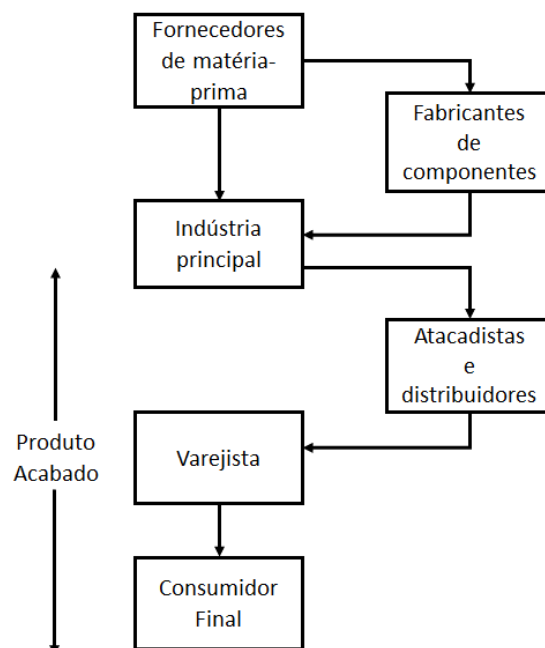 Fornecedores
de matéria-
prima
Fabricantes
de
componentes
Indústria
principal
Atacadistas
e
distribuidores
Produto
Acabado
Varejista
Consumidor
Final